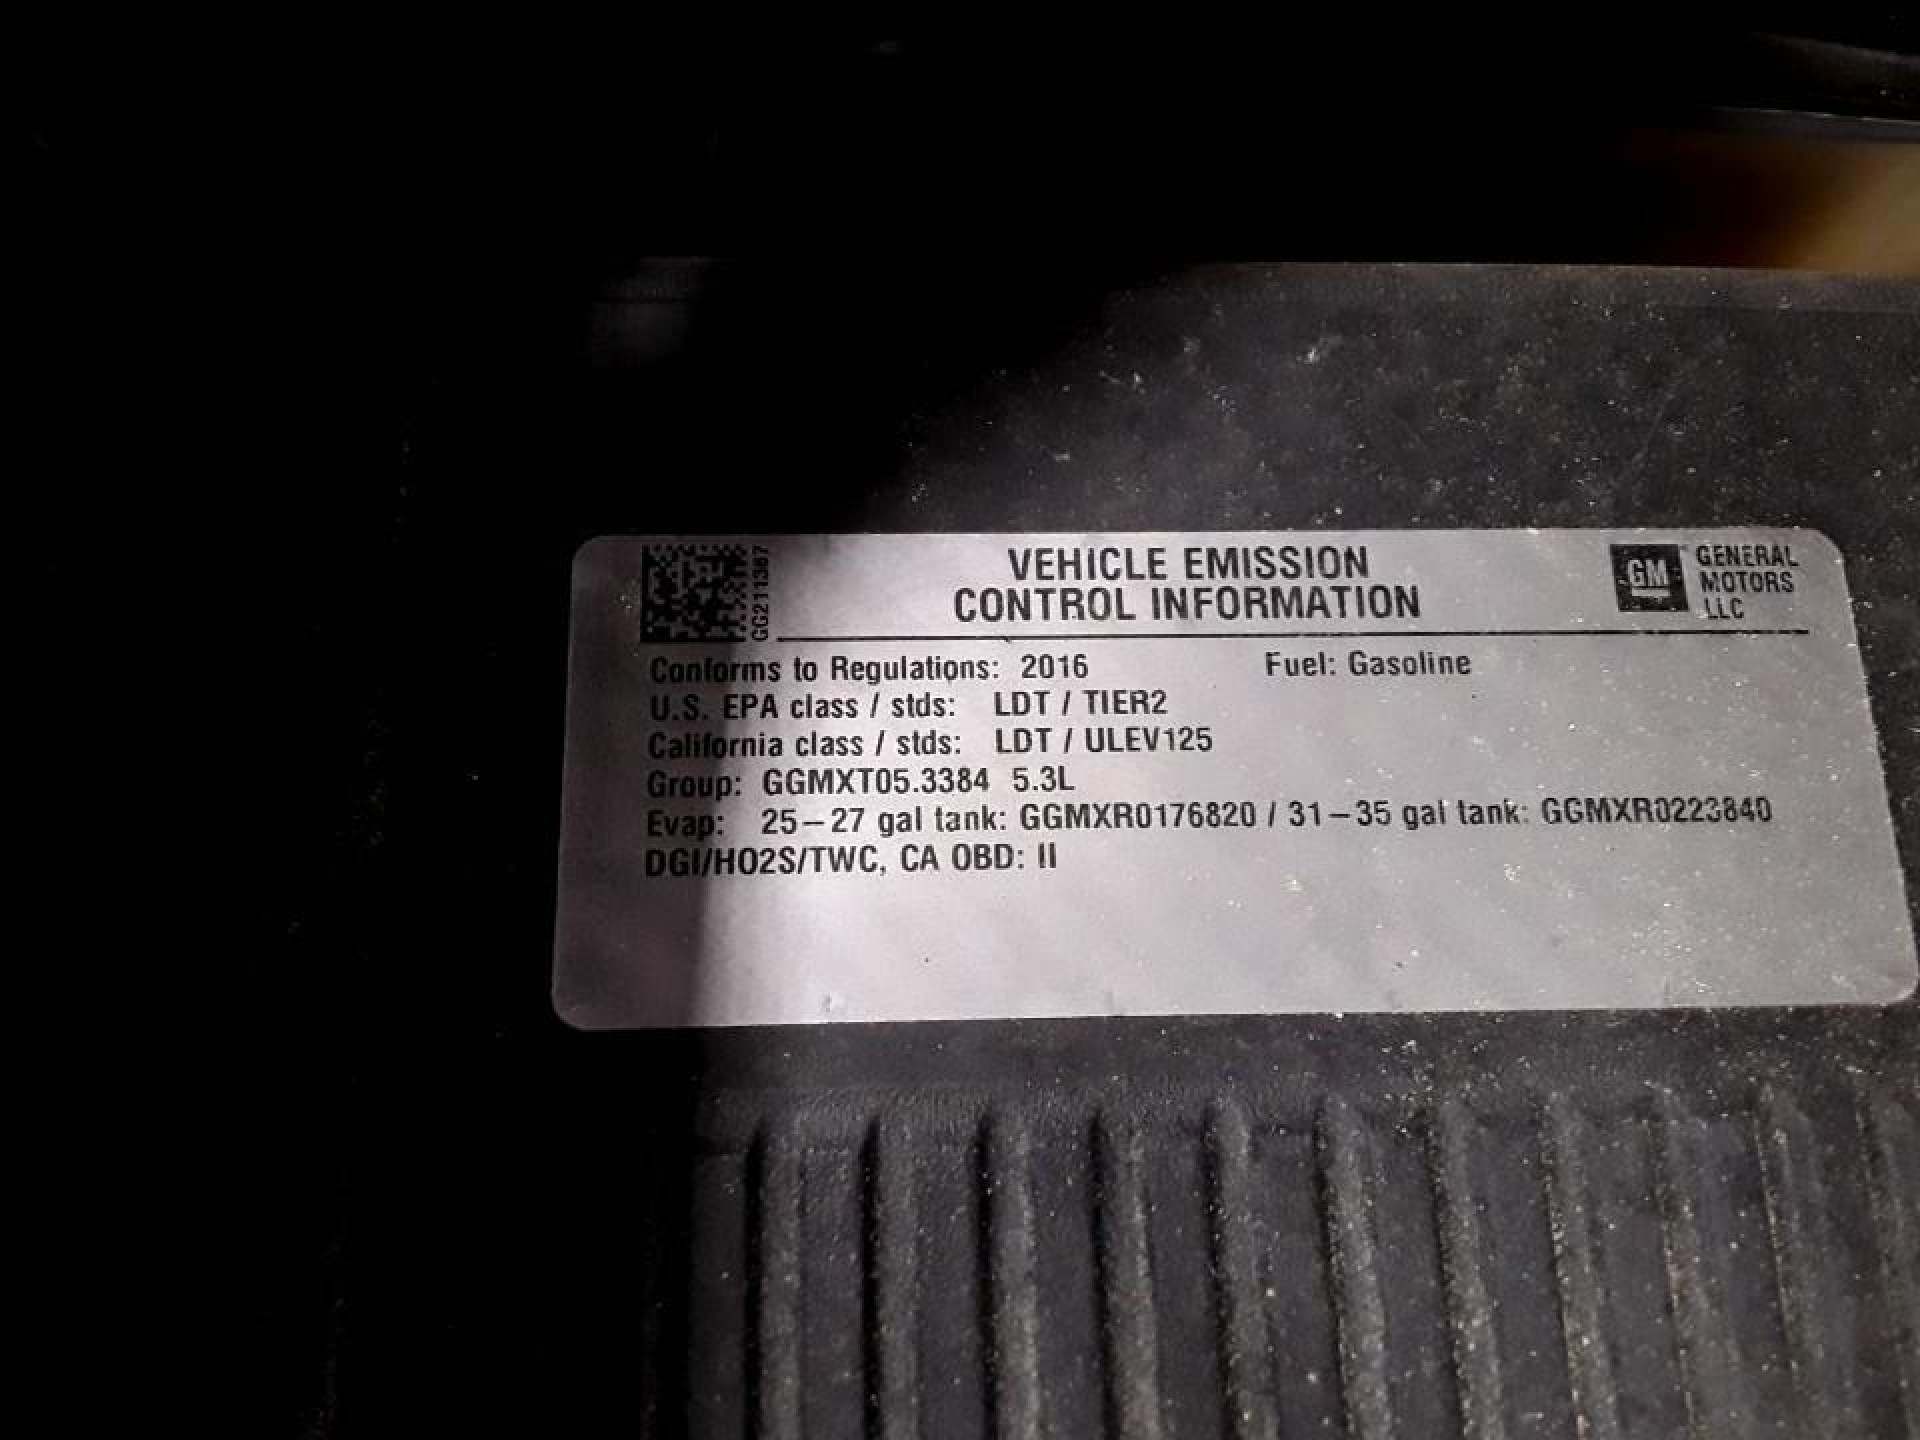 GG211387
VEHICLE EMISSION
CONTROL INFORMATION
GM
GENERAL
MOTORS
LLC
Conforms to Regulations: 2016 Fuel: Gasoline
U.S. EPA class / stds: LDT / TIER2
California class / stds: LDT / ULEV125
Group: GGMXT05.3384 5.3L
Evap: 25–27 gal tank: GGMXR0176820 / 31–35 gal tank: GGMXR0223840
DGI/HO2S/TWC, CA OBD: II